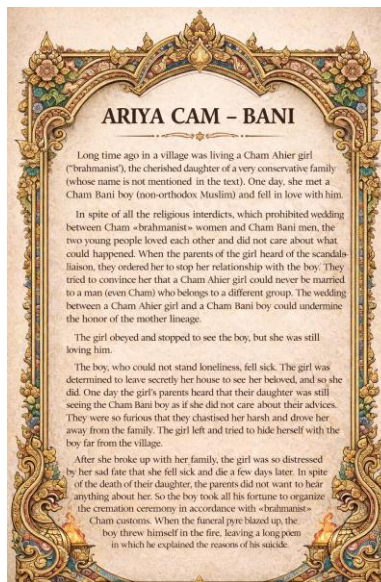 ARIYA CAM – BANI
Long time ago in a village was living a Cham Ahier girl
("brahmanist'), the cherished daughter of a very conservative family
(whose name is not mentioned in the text). One day, she met a
Cham Bani boy (non-orthodox Muslim) and fell in love with him.
In spite of all the religious interdicts, which prohibited wedding
between Cham «brahmanist» women and Cham Bani men, the
two young people loved each other and did not care about what
could happened. When the parents of the girl heard of the scandals-
liaison, they ordered her to stop her relationship with the boy. They
tried to convince her that a Cham Ahier girl could never be married
to a man (even Cham) who belongs to a different group. The wedding
between a Cham Ahier girl and a Cham Bani boy could undermine
the honor of the mother lineage.
The girl obeyed and stopped to see the boy, but she was still
loving him.
The boy, who could not stand loneliness, fell sick. The girl was
determined to leave secretly her house to see her beloved, and so she
did. One day the girl's parents heard that their daughter was still
seeing the Cham Bani boy as if she did not care about their advices.
They were so furious that they chastised her harsh and drove her
away from the family. The girl left and tried to hide herself with the
boy far from the village.
After she broke up with her family, the girl was so distressed
by her sad fate that she fell sick and die a few days later. In spite
of the death of their daughter, the parents did not want to hear
anything about her. So the boy took all his fortune to organize
the cremation ceremony in accordance with «brahmanist»
Cham customs. When the funeral pyre blazed up, the
boy threw himself in the fire, leaving a long poem
in which he explained the reasons of his suicide.